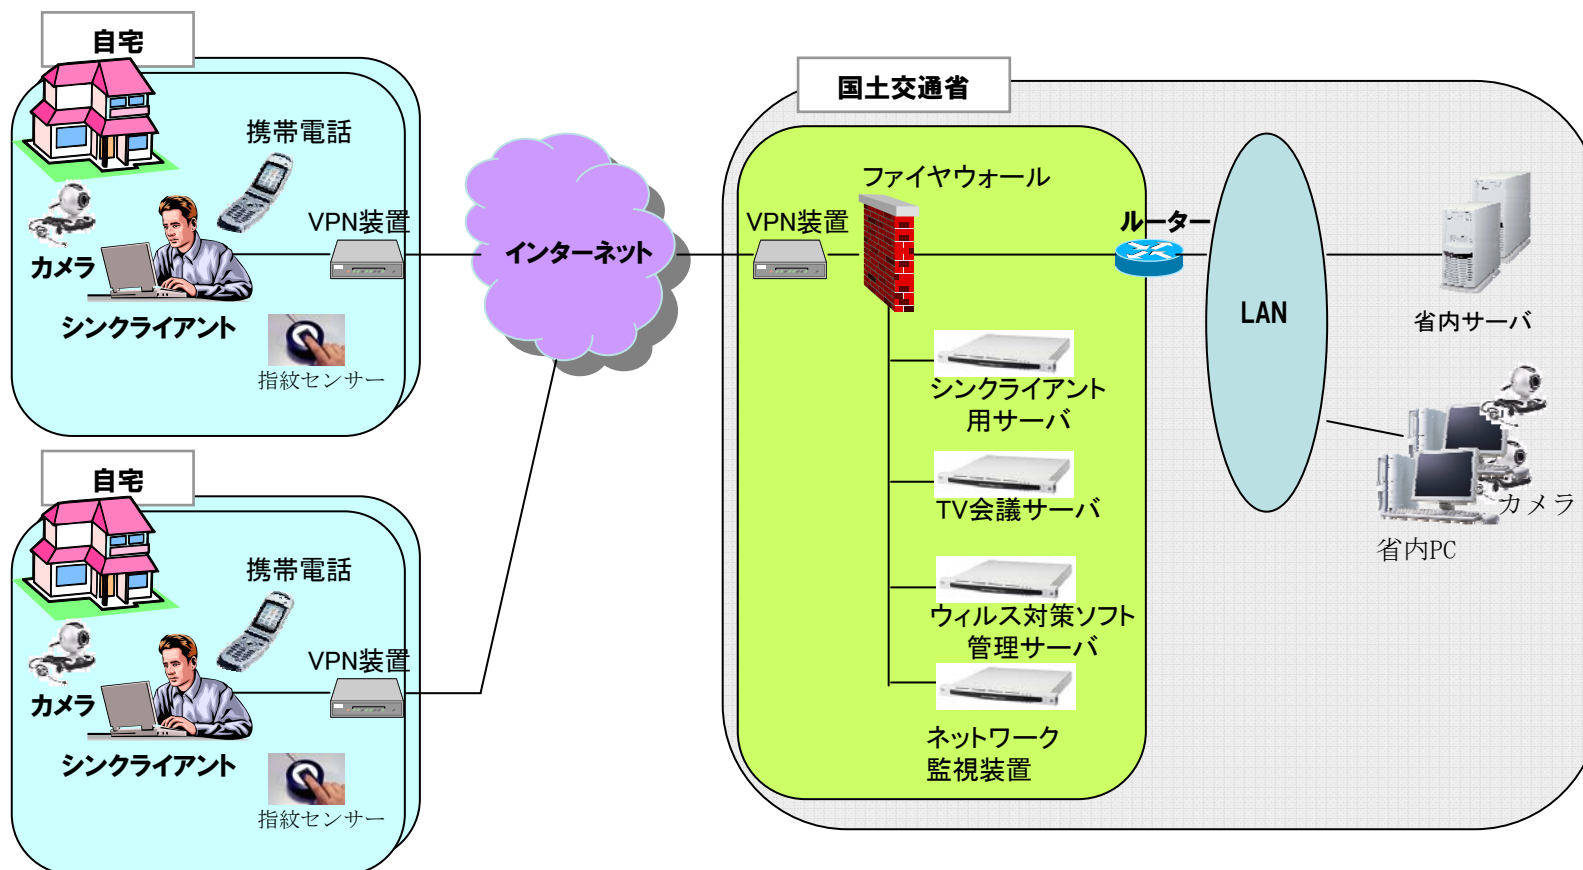 自宅
携帯電話
VPN装置
カメラ
シンクライアント
指紋センサー
自宅
携帯電話
VPN装置
カメラ
シンクライアント
指紋センサー
インターネット
国土交通省
ファイヤウォール
VPN装置
ルーター
シンクライアント
用サーバ
TV会議サーバ
ウィルス対策ソフト
管理サーバ
ネットワーク
監視装置
LAN
省内サーバ
カメラ
省内PC